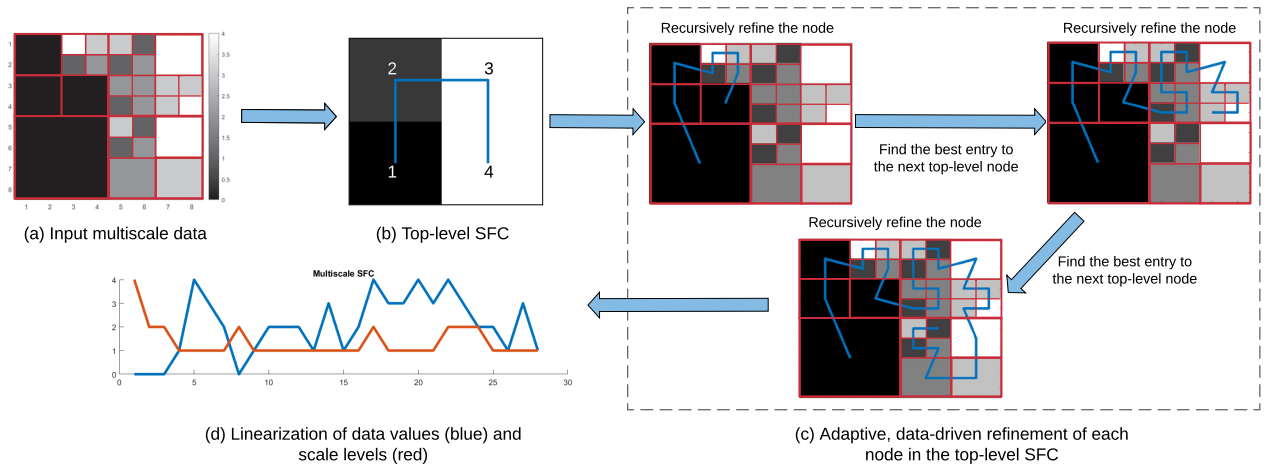 Recursively refine the node
Recursively refine the node
1
2
3
4
5
6
7
8
1
2
3
4
5
6
7
8
4
3.5
3
2.5
2
1.5
1
0.5
0
2
3
1
4
Find the best entry to
the next top-level node
(a) Input multiscale data
(b) Top-level SFC
Recursively refine the node
Find the best entry to
the next top-level node
Multiscale SFC
4
3
2
1
0
0
5
10
15
20
25
30
(d) Linearization of data values (blue) and
scale levels (red)
(c) Adaptive, data-driven refinement of each
node in the top-level SFC